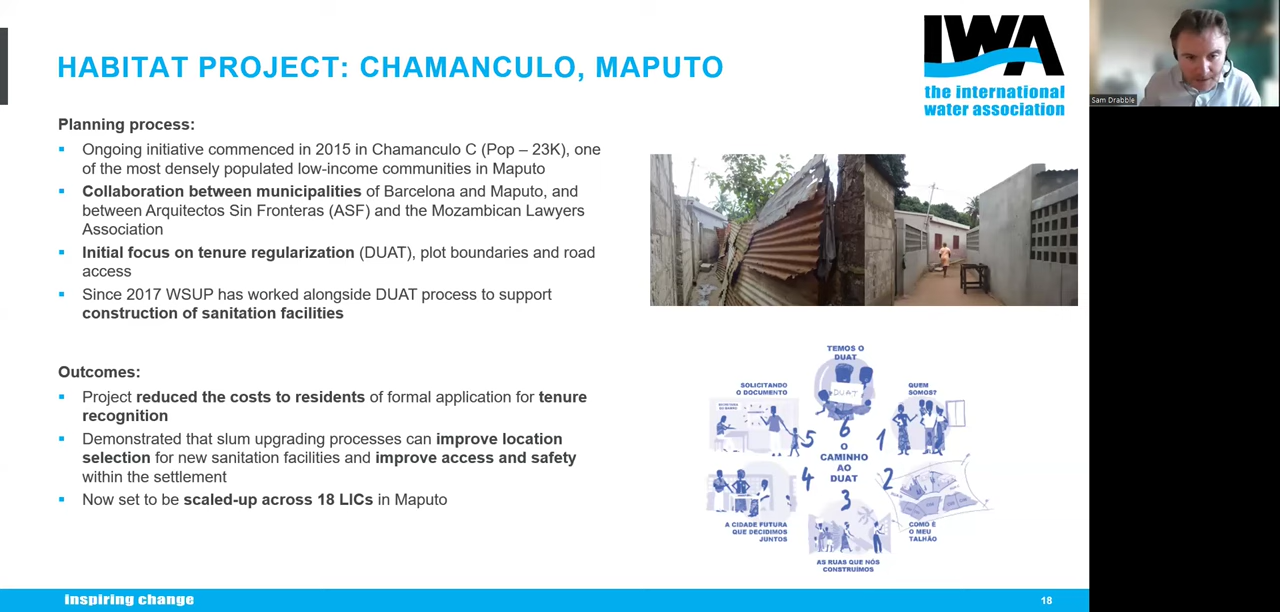 HABITAT PROJECT: CHAMANCULO, MAPUTO
IWA
the international
water association
Sam Drabble
Planning process:
▪ Ongoing initiative commenced in 2015 in Chamanculo C (Pop – 23K), one
of the most densely populated low-income communities in Maputo
▪ Collaboration between municipalities of Barcelona and Maputo, and
between Arquitectos Sin Fronteras (ASF) and the Mozambican Lawyers
Association
▪ Initial focus on tenure regularization (DUAT), plot boundaries and road
access
▪ Since 2017 WSUP has worked alongside DUAT process to support
construction of sanitation facilities
Outcomes:
▪ Project reduced the costs to residents of formal application for tenure
recognition
▪ Demonstrated that slum upgrading processes can improve location
selection for new sanitation facilities and improve access and safety
within the settlement
▪ Now set to be scaled-up across 18 LICs in Maputo
TEMOS O
DUAT
DUAT
6
QUEM
SOMOS?
1
COMO É
O MEU
TALHÃO
2
AS RUAS QUE NÓS
CONSTRUÍMOS
3
A CIDADE FUTURA
QUE DECIDIMOS
JUNTOS
4
SOLICITANDO
O DOCUMENTO
5
O
CAMINHO
AO
DUAT
inspiring change
18